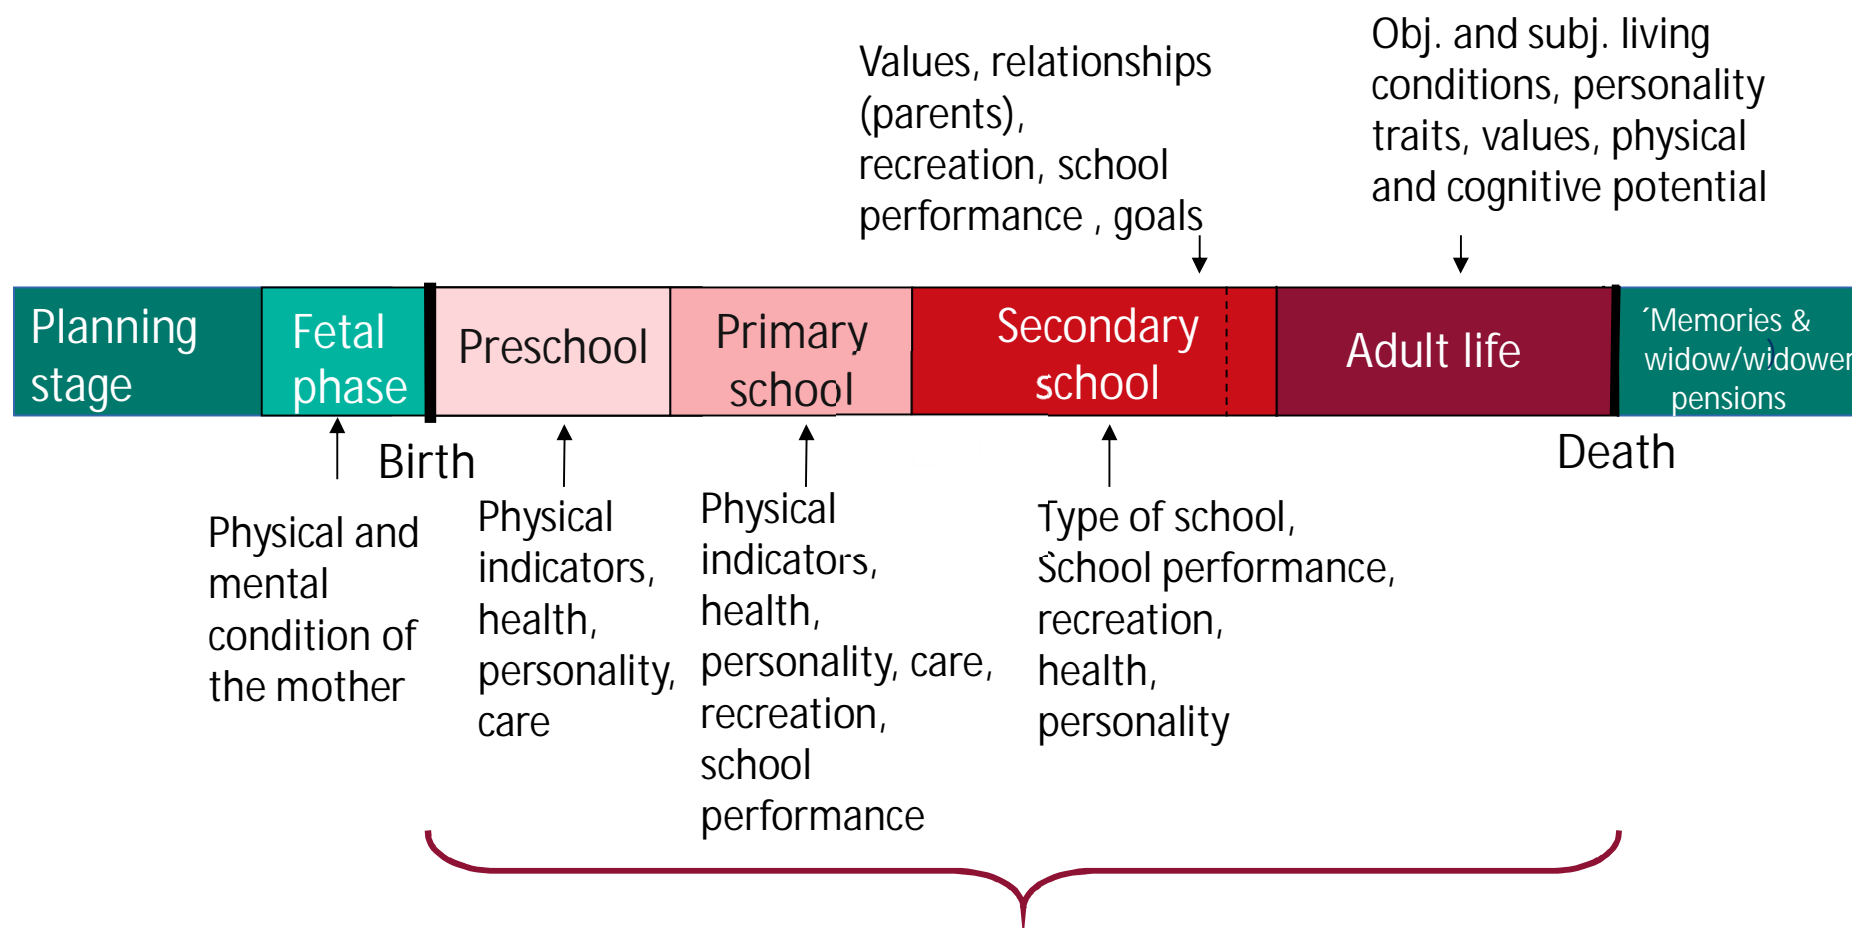 Values, relationships
(parents),
recreation, school
performance , goals
Obj. and subj. living
conditions, personality
traits, values, physical
and cognitive potential
Planning
stage
Fetal
phase
Preschool
Primary
school
Secondary
school
Adult life
´Memories &
widow/widower
pensions
Birth
Death
Physical and
mental
condition of
the mother
Physical
indicators,
health,
personality,
care
Physical
indicators,
health,
personality, care,
recreation,
school
performance
Type of school,
School performance,
recreation,
health,
personality